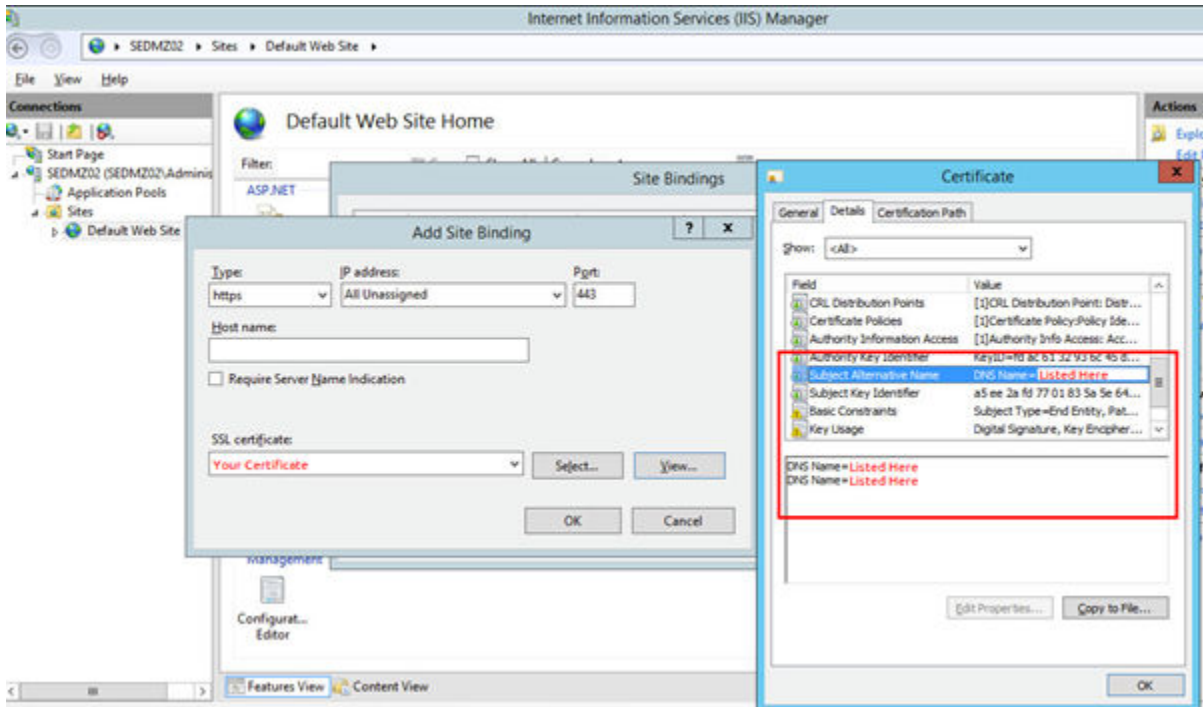 Internet Information Services (IIS) Manager
SEDMZ02 Sites Default Web Site
File View Help
Connections
Start Page
SEDMZ02 (SEDMZ02\Adminis
Application Pools
Sites
Default Web Site
Default Web Site Home
Filter:
ASP.NET
Actions
Explo
Edit
Site Bindings
Add Site Binding
? x
Type: IP address: Port:
https All Unassigned 443
Host name:
Require Server Name Indication
SSL certificate:
Your Certificate Select... View...
OK Cancel
Management
Configurat...
Editor
Features View Content View
Certificate
x
General Details Certification Path
Show: <All>
Field Value
CRL Distribution Points [1]CRL Distribution Point: Distr...
Certificate Policies [1]Certificate Policy:Policy Ide...
Authority Information Access [1]Authority Info Access: Acc...
Authority Key Identifier KeyID=fd ac 61 32 93 6c 45 d...
Subject Alternative Name DNS Name= Listed Here
Subject Key Identifier a5 ee 2a fd 77 01 83 5a 5e 64...
Basic Constraints Subject Type=End Entity, Pat...
Key Usage Digital Signature, Key Encipher...
DNS Name=Listed Here
DNS Name=Listed Here
Edit Properties... Copy to File...
OK